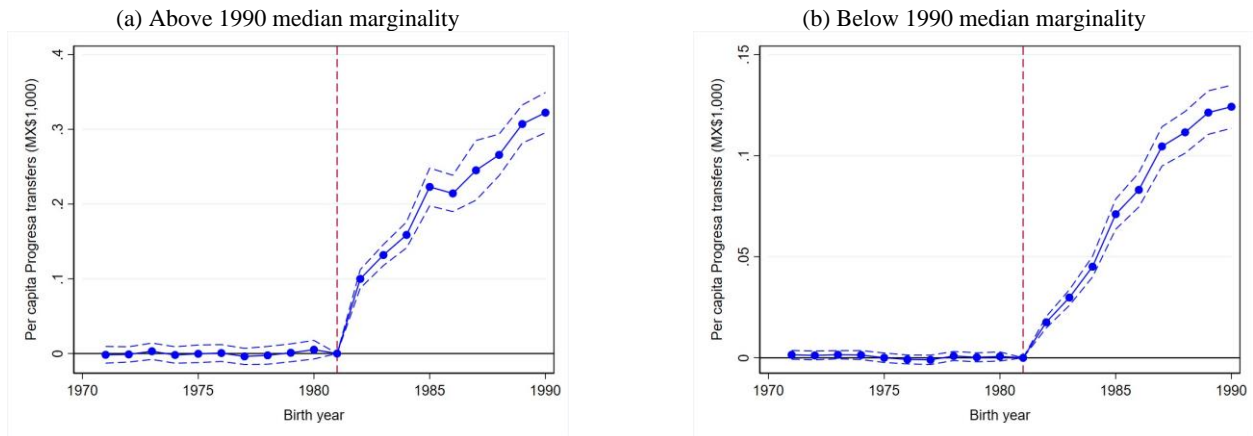 (a) Above 1990 median marginality
Per capita Progresa transfers (MX$1,000)
.4
.3
.2
.1
0
1970 1975 1980 1985 1990
Birth year
(b) Below 1990 median marginality
Per capita Progresa transfers (MX$1,000)
.15
.1
.05
0
1970 1975 1980 1985 1990
Birth year